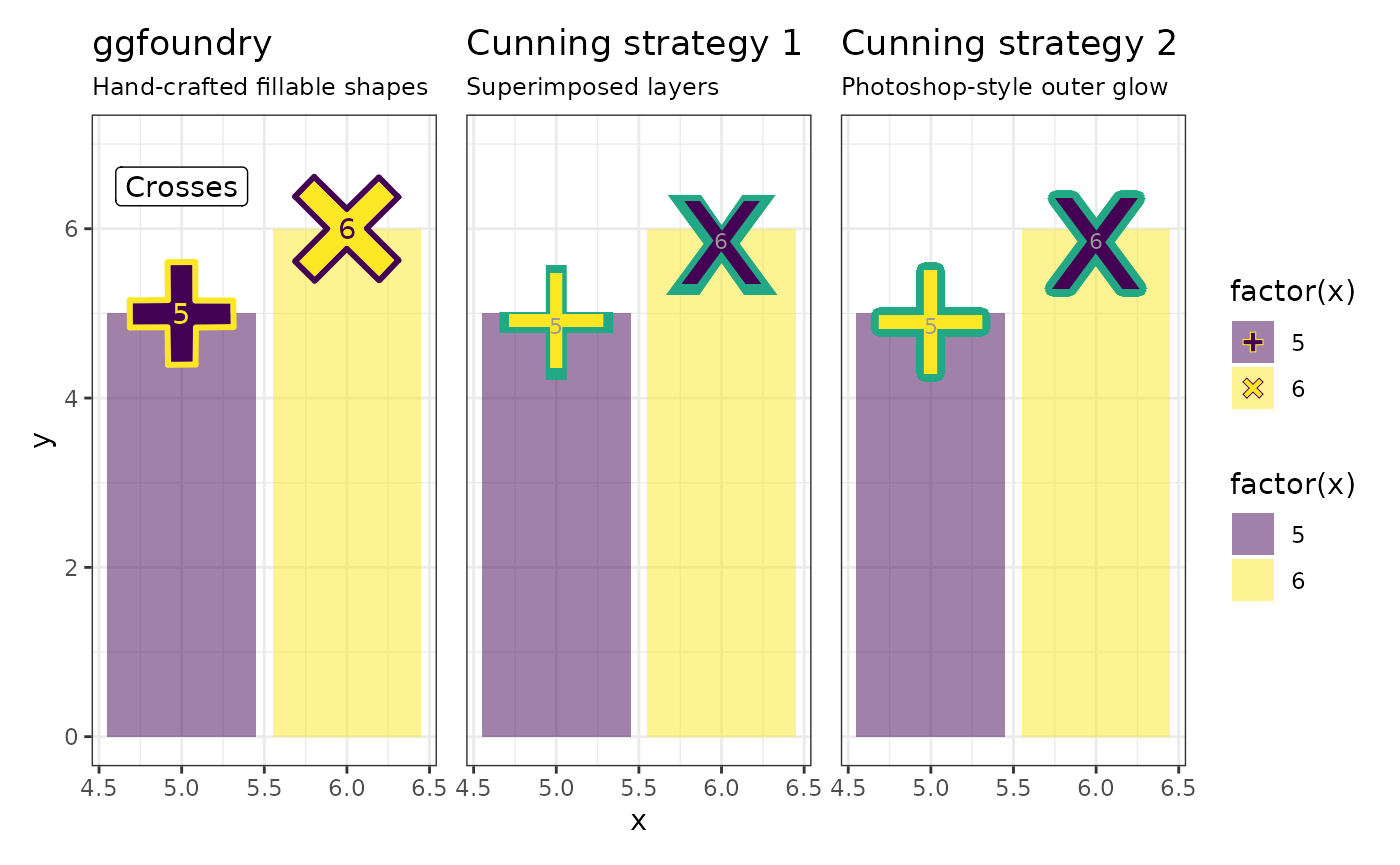 ggfoundry
Hand-crafted fillable shapes
Cunning strategy 1
Superimposed layers
Cunning strategy 2
Photoshop-style outer glow
Crosses
6
5
6
5
6
5
y
6
4
2
0
4.5 5.0 5.5 6.0 6.5
4.5 5.0 5.5 6.0 6.5
4.5 5.0 5.5 6.0 6.5
x
factor(x)
5
6
factor(x)
5
6